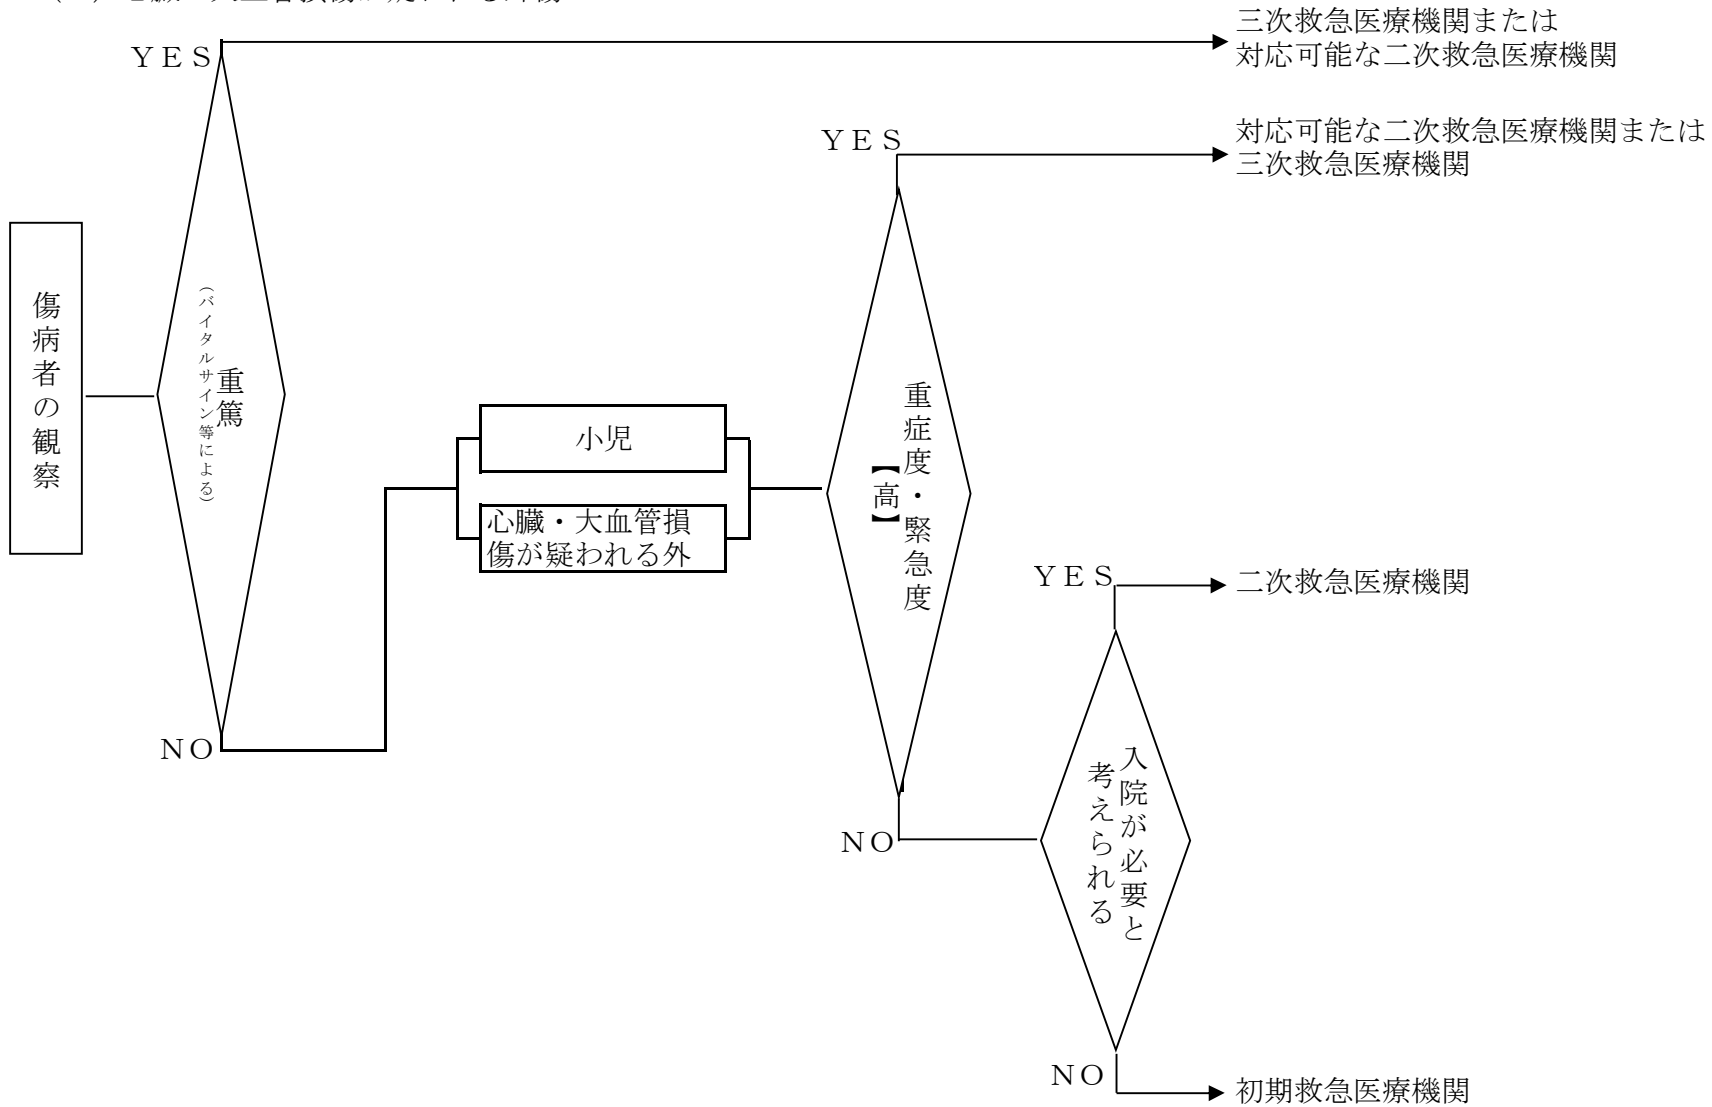 三次救急医療機関または
対応可能な二次救急医療機関
ＹＥＳ
対応可能な二次救急医療機関または
三次救急医療機関
ＹＥＳ
傷病者の観察
重篤
（バイタルサイン等による）
小児
心臓・大血管損
傷が疑われる外
重症度・緊急度
【高】
ＹＥＳ
二次救急医療機関
ＮＯ
ＮＯ
入院が必要と
考えられる
ＮＯ
初期救急医療機関